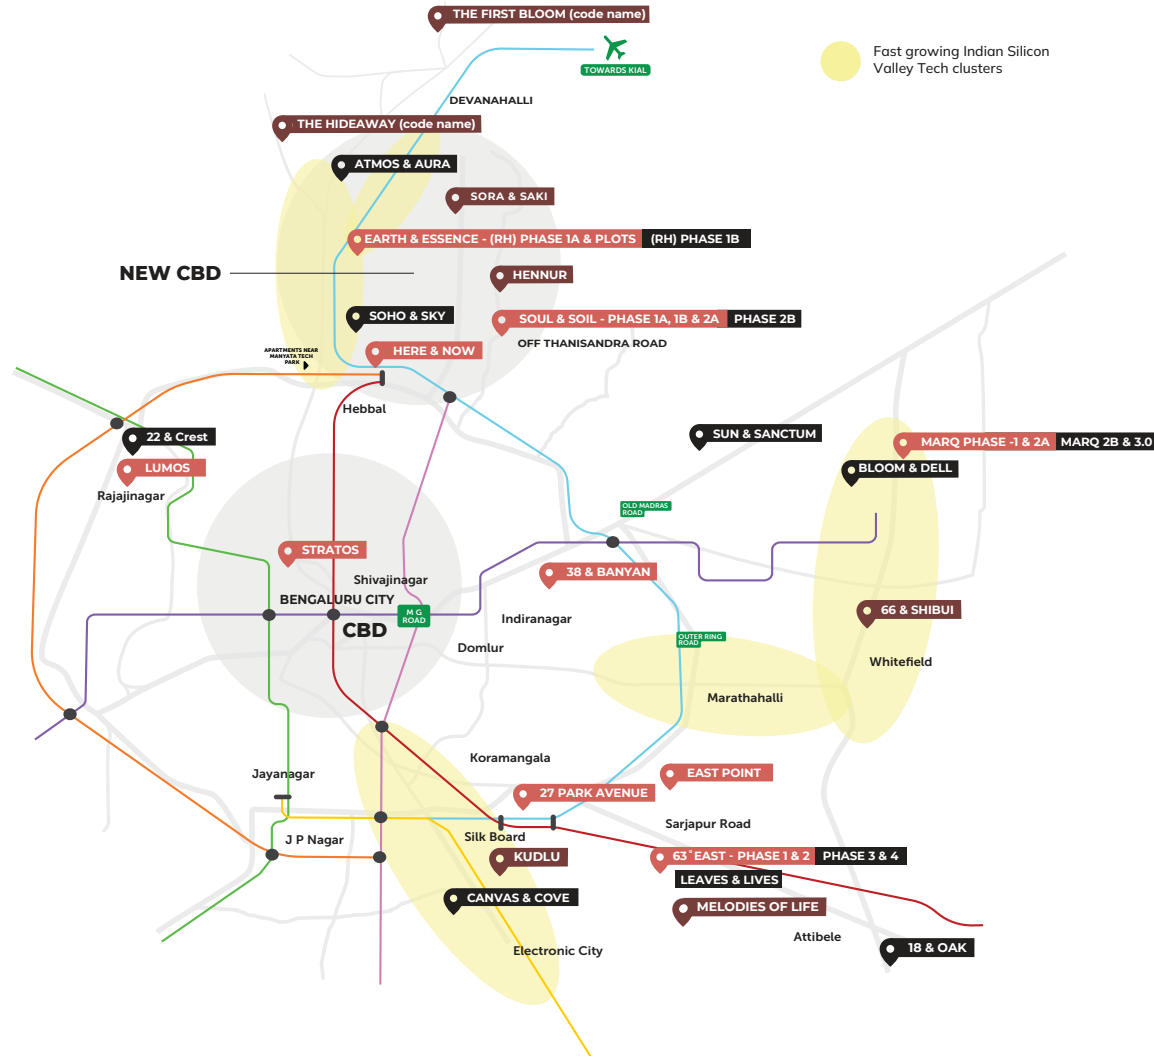 THE FIRST BLOOM (code name)
Fast growing Indian Silicon
Valley Tech clusters
TOWARDS KIAL
DEVANAHALLI
THE HIDEAWAY (code name)
ATMOS & AURA
SORA & SAKI
EARTH & ESSENCE - (RH) PHASE 1A & PLOTS (RH) PHASE 1B
NEW CBD
HENNUR
SOHO & SKY
SOUL & SOIL - PHASE 1A, 1B & 2A PHASE 2B
OFF THANISANDRA ROAD
APARTMENTS NEAR
MANYATA TECH
PARK
HERE & NOW
Hebbal
22 & Crest
SUN & SANCTUM
MARQ PHASE -1 & 2A MARQ 2B & 3.0
LUMOS
BLOOM & DELL
Rajajinagar
OLD MADRAS
ROAD
STRATOS
38 & BANYAN
Shivajinagar
BENGALURU CITY
M G
ROAD
66 & SHIBUI
Indiranagar
CBD
OUTER RING
ROAD
Domlur
Whitefield
Marathahalli
Koramangala
Jayanagar
EAST POINT
27 PARK AVENUE
Sarjapur Road
J P Nagar
Silk Board
KUDLU
63°EAST - PHASE 1 & 2 PHASE 3 & 4
LEAVES & LIVES
CANVAS & COVE
MELODIES OF LIFE
Attibele
Electronic City
18 & OAK